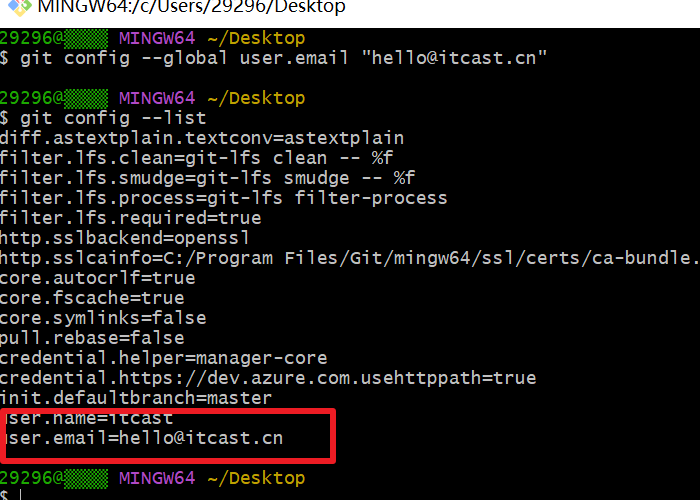 MINGW64:/c/Users/29296/Desktop
29296@▒▒▒▒ MINGW64 ~/Desktop
$ git config --global user.email "hello@itcast.cn"
29296@▒▒▒▒ MINGW64 ~/Desktop
$ git config --list
diff.astextplain.textconv=astextplain
filter.lfs.clean=git-lfs clean -- %f
filter.lfs.smudge=git-lfs smudge -- %f
filter.lfs.process=git-lfs filter-process
filter.lfs.required=true
http.sslbackend=openssl
http.sslcainfo=C:/Program Files/Git/mingw64/ssl/certs/ca-bundle.
core.autocrlf=true
core.fscache=true
core.symlinks=false
pull.rebase=false
credential.helper=manager-core
credential.https://dev.azure.com.usehttppath=true
init.defaultbranch=master
user.name=itcast
user.email=hello@itcast.cn
29296@▒▒▒▒ MINGW64 ~/Desktop
$